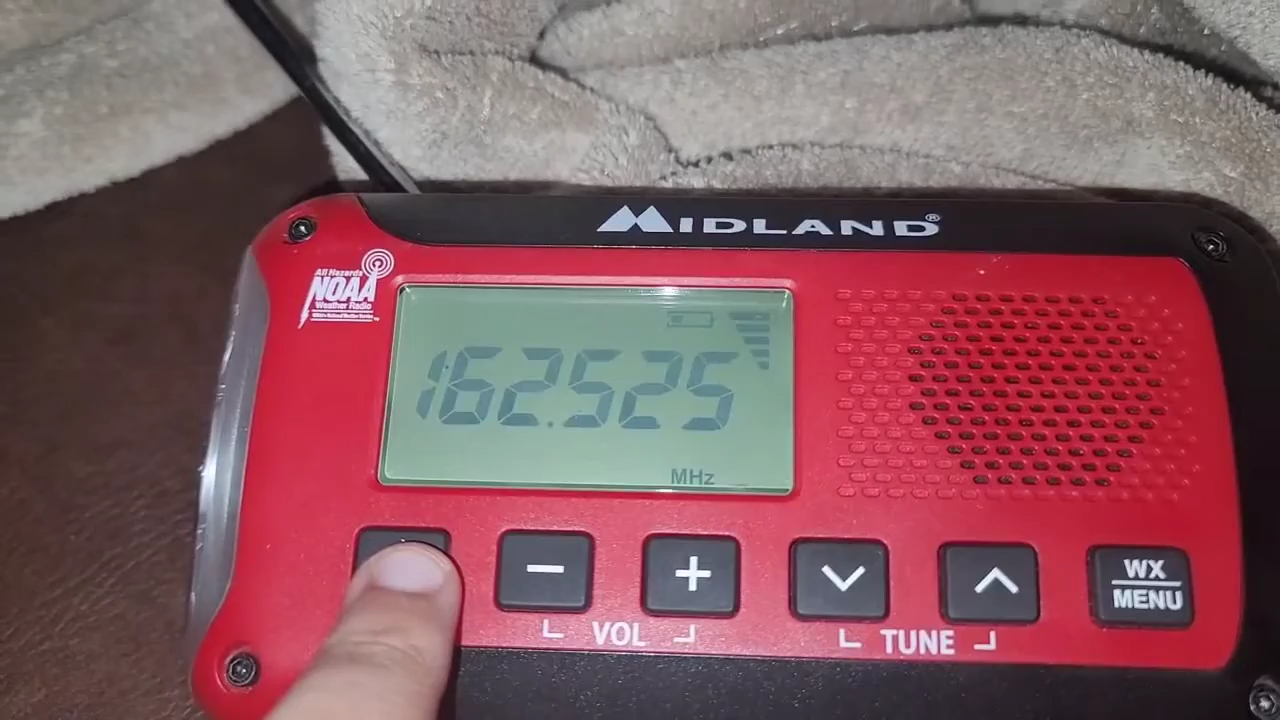 MIDLAND®
All Hazards
NOAA
Weather Radio
162.525
MHz
− + WX
MENU
VOL TUNE